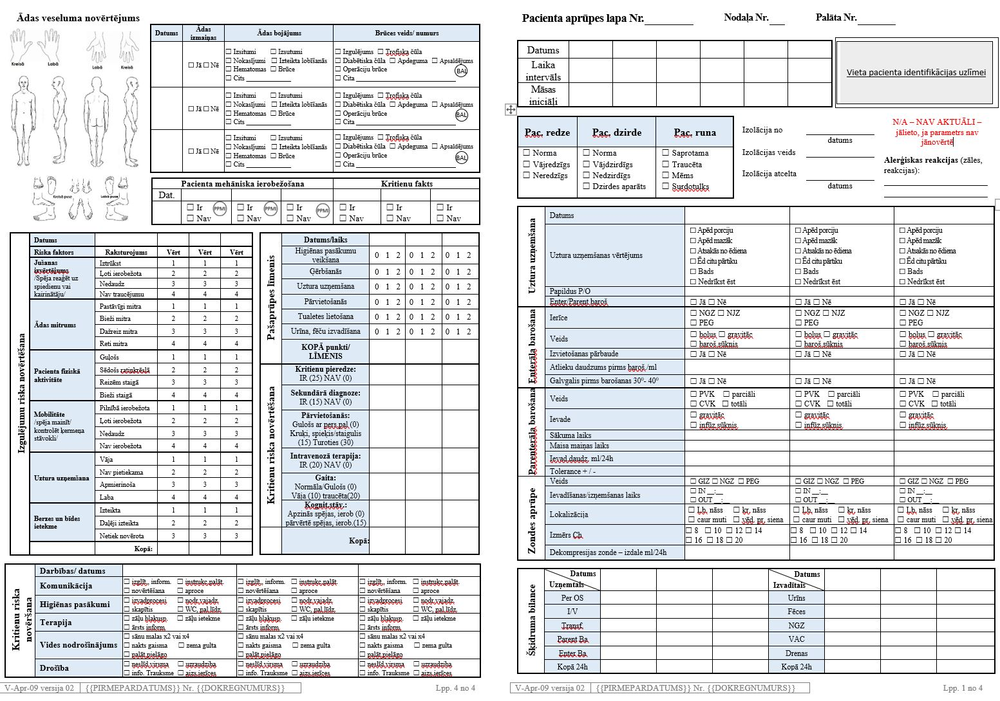 Ādas veseluma novērtējums
Kreisā
Labā
Labā
Kreisā
Kreisā puse
Labā puse
Datums Ādas izmaiņas Ādas bojājums Brūces veids/ numurs
☐ Jā ☐ Nē
☐ Izsitumi ☐ Izsutumi
☐ Nokasījumi ☐ Izteikta lobīšanās
☐ Hematomas ☐ Brūce
☐ Cits _____________
☐ Izgulējums ☐ Trofiska čūla
☐ Diabētiska čūla ☐ Apdeguma ☐ Apsaldējums
☐ Operāciju brūce
☐ Cita _____________ BAL
☐ Jā ☐ Nē
☐ Izsitumi ☐ Izsutumi
☐ Nokasījumi ☐ Izteikta lobīšanās
☐ Hematomas ☐ Brūce
☐ Cits _____________
☐ Izgulējums ☐ Trofiska čūla
☐ Diabētiska čūla ☐ Apdeguma ☐ Apsaldējums
☐ Operāciju brūce
☐ Cita _____________ BAL
☐ Jā ☐ Nē
☐ Izsitumi ☐ Izsutumi
☐ Nokasījumi ☐ Izteikta lobīšanās
☐ Hematomas ☐ Brūce
☐ Cits _____________
☐ Izgulējums ☐ Trofiska čūla
☐ Diabētiska čūla ☐ Apdeguma ☐ Apsaldējums
☐ Operāciju brūce
☐ Cita _____________ BAL
Pacienta mehāniska ierobežošana Kritienu fakts
Dat.
☐ Ir PPMI ☐ Ir PPMI ☐ Ir PPMI ☐ Ir ☐ Ir ☐ Ir
☐ Nav ☐ Nav ☐ Nav ☐ Nav ☐ Nav ☐ Nav
Izgulējumu riska novērtēšana
Datums
Riska faktors Raksturojums Vērt Vērt Vērt
Jušanas izvērtējums
/Spēja reaģēt uz spiedienu vai kairinātāju/
Iztrūkst 1 1 1
Ļoti ierobežota 2 2 2
Nedaudz 3 3 3
Nav traucējumu 4 4 4
Ādas mitrums
Pastāvīgi mitra 1 1 1
Bieži mitra 2 2 2
Dažreiz mitra 3 3 3
Reti mitra 4 4 4
Pacienta fiziskā aktivitāte
Guļošs 1 1 1
Sēdošs ratiņkrēslā 2 2 2
Reizēm staigā 3 3 3
Bieži staigā 4 4 4
Mobilitāte
/spēja mainīt/ kontrolēt ķermeņa stāvokli/
Pilnībā ierobežota 1 1 1
Ļoti ierobežota 2 2 2
Nedaudz 3 3 3
Nav ierobežota 4 4 4
Uztura uzņemšana
Vāja 1 1 1
Nav pietiekama 2 2 2
Apmierinoša 3 3 3
Laba 4 4 4
Berzes un bīdes ietekme
Izteikta 1 1 1
Daļēji izteikta 2 2 2
Netiek novērota 3 3 3
Kopā:
Pašaprūpes līmenis
Datums/laiks
Higiēnas pasākumu veikšana 0 1 2 0 1 2 0 1 2
Ģērbšanās 0 1 2 0 1 2 0 1 2
Uztura uzņemšana 0 1 2 0 1 2 0 1 2
Pārvietošanās 0 1 2 0 1 2 0 1 2
Tualetes lietošana 0 1 2 0 1 2 0 1 2
Urīna, fēču izvadīšana 0 1 2 0 1 2 0 1 2
KOPĀ punkti/
LĪMENIS
Kritienu riska novērtēšana
Kritienu pieredze:
IR (25) NAV (0)
Sekundārā diagnoze:
IR (15) NAV (0)
Pārvietošanās:
Guļošs ar pers.pal (0)
Kruķi, spieķis/staigulis
(15) Turoties (30)
Intravenozā terapija:
IR (20) NAV (0)
Gaita:
Normāla/Guļošs (0)
Vāja (10) traucēta(20)
Kognit.stāv.:
Apzinās spējas, ierob (0)
pārvērtē spējas, ierob.(15)
Kopā:
Kritienu riska novēršana
Darbības/ datums
Komunikācija
☐ izglīt., inform. ☐ instrukc.palāt. ☐ izglīt., inform. ☐ instrukc.palāt. ☐ izglīt., inform. ☐ instrukc.palāt.
☐ novērtēšana ☐ aproce ☐ novērtēšana ☐ aproce ☐ novērtēšana ☐ aproce
Higiēnas pasākumi
☐ izvadprocesi ☐ nodr.vajadz. ☐ izvadprocesi ☐ nodr.vajadz. ☐ izvadprocesi ☐ nodr.vajadz.
☐ skapītis ☐ WC, pal.līdz. ☐ skapītis ☐ WC, pal.līdz. ☐ skapītis ☐ WC, pal.līdz.
Terapija
☐ zāļu blakusp. ☐ zāļu ietekme ☐ zāļu blakusp. ☐ zāļu ietekme ☐ zāļu blakusp. ☐ zāļu ietekme
☐ ārsts inform. ☐ ārsts inform. ☐ ārsts inform.
Vides nodrošinājums
☐ sānu malas x2 vai x4 ☐ sānu malas x2 vai x4 ☐ sānu malas x2 vai x4
☐ nakts gaisma ☐ zema gulta ☐ nakts gaisma ☐ zema gulta ☐ nakts gaisma ☐ zema gulta
☐ palāt.pielāgo ☐ palāt.pielāgo ☐ palāt.pielāgo
Drošība
☐ neslīd.virsma ☐ uzraudzība ☐ neslīd.virsma ☐ uzraudzība ☐ neslīd.virsma ☐ uzraudzība
☐ info. Trauksme ☐ aizs.ierīces ☐ info. Trauksme ☐ aizs.ierīces ☐ info. Trauksme ☐ aizs.ierīces
V-Apr-09 versija 02 {{PIRMEPARDATUMS}} Nr. {{DOKREGNUMURS}} Lpp. 4 no 4
Pacienta aprūpes lapa Nr.__________ Nodaļa Nr.____ Palāta Nr.________
Datums
Laika intervāls
Māsas iniciāļi
Vieta pacienta identifikācijas uzlīmei
Pac. redze Pac. dzirde Pac. runa
☐ Norma ☐ Norma ☐ Saprotama
☐ Vājredzīgs ☐ Vājdzirdīgs ☐ Traucēta
☐ Neredzīgs ☐ Nedzirdīgs ☐ Mēms
☐ Dzirdes aparāts ☐ Surdotulks
Izolācija no ______________
datums
Izolācijas veids ______________
Izolācija atcelta ______________
datums
N/A – NAV AKTUĀLI –
jālieto, ja parametrs nav
jānovērtē
Alerģiskas reakcijas (zāles,
reakcijas):
Uztura uzņemšana
Datums
Uztura uzņemšanas vērtējums
☐ Apēd porciju ☐ Apēd porciju ☐ Apēd porciju
☐ Apēd mazāk ☐ Apēd mazāk ☐ Apēd mazāk
☐ Atsakās no ēdiena ☐ Atsakās no ēdiena ☐ Atsakās no ēdiena
☐ Ēd citu pārtiku ☐ Ēd citu pārtiku ☐ Ēd citu pārtiku
☐ Bads ☐ Bads ☐ Bads
☐ Nedrīkst ēst ☐ Nedrīkst ēst ☐ Nedrīkst ēst
Papildus P/O
Enter/Parent baroš ☐ Jā ☐ Nē ☐ Jā ☐ Nē ☐ Jā ☐ Nē
Enterāla barošana
Ierīce ☐ NGZ ☐ NJZ ☐ NGZ ☐ NJZ ☐ NGZ ☐ NJZ
☐ PEG ☐ PEG ☐ PEG
Veids ☐ bolus ☐ gravitāc ☐ bolus ☐ gravitāc ☐ bolus ☐ gravitāc
☐ baroš.sūknis ☐ baroš.sūknis ☐ baroš.sūknis
Izvietošanas pārbaude ☐ Jā ☐ Nē ☐ Jā ☐ Nē ☐ Jā ☐ Nē
Atlieku daudzums pirms baroš./ml
Galvgalis pirms barošanas 30⁰- 40⁰ ☐ Jā ☐ Nē ☐ Jā ☐ Nē ☐ Jā ☐ Nē
Parenterāla barošana
Veids ☐ PVK ☐ parciāli ☐ PVK ☐ parciāli ☐ PVK ☐ parciāli
☐ CVK ☐ totāli ☐ CVK ☐ totāli ☐ CVK ☐ totāli
Ievade ☐ gravitāc ☐ gravitāc ☐ gravitāc
☐ infūz.sūknis ☐ infūz.sūknis ☐ infūz.sūknis
Sākuma laiks
Maisa maiņas laiks
Ievad.daudz. ml/24h
Tolerance + / -
Zondes aprūpe
Veids ☐ GIZ ☐ NGZ ☐ PEG ☐ GIZ ☐ NGZ ☐ PEG ☐ GIZ ☐ NGZ ☐ PEG
Ievadīšanas/izņemšanas laiks ☐ IN __:__ ☐ IN __:__ ☐ IN __:__
☐ OUT __:__ ☐ OUT __:__ ☐ OUT __:__
Lokalizācija ☐ Lb. nāss ☐ kr. nāss ☐ Lb. nāss ☐ kr. nāss ☐ Lb. nāss ☐ kr. nāss
☐ caur muti ☐ vēd. pr. siena ☐ caur muti ☐ vēd. pr. siena ☐ caur muti ☐ vēd. pr. siena
Izmērs Ch ☐ 8 ☐ 10 ☐ 12 ☐ 14 ☐ 8 ☐ 10 ☐ 12 ☐ 14 ☐ 8 ☐ 10 ☐ 12 ☐ 14
☐ 16 ☐ 18 ☐ 20 ☐ 16 ☐ 18 ☐ 20 ☐ 16 ☐ 18 ☐ 20
Dekompresijas zonde – izdale ml/24h
Šķidruma bilance
Datums Datums
Uzņemtais Izvadītais
Per OS Urīns
I/V Fēces
Transf. NGZ
Parent Ba VAC
Enter Ba Drenas
Kopā 24h Kopā 24h
V-Apr-09 versija 02 {{PIRMEPARDATUMS}} Nr. {{DOKREGNUMURS}} Lpp. 1 no 4